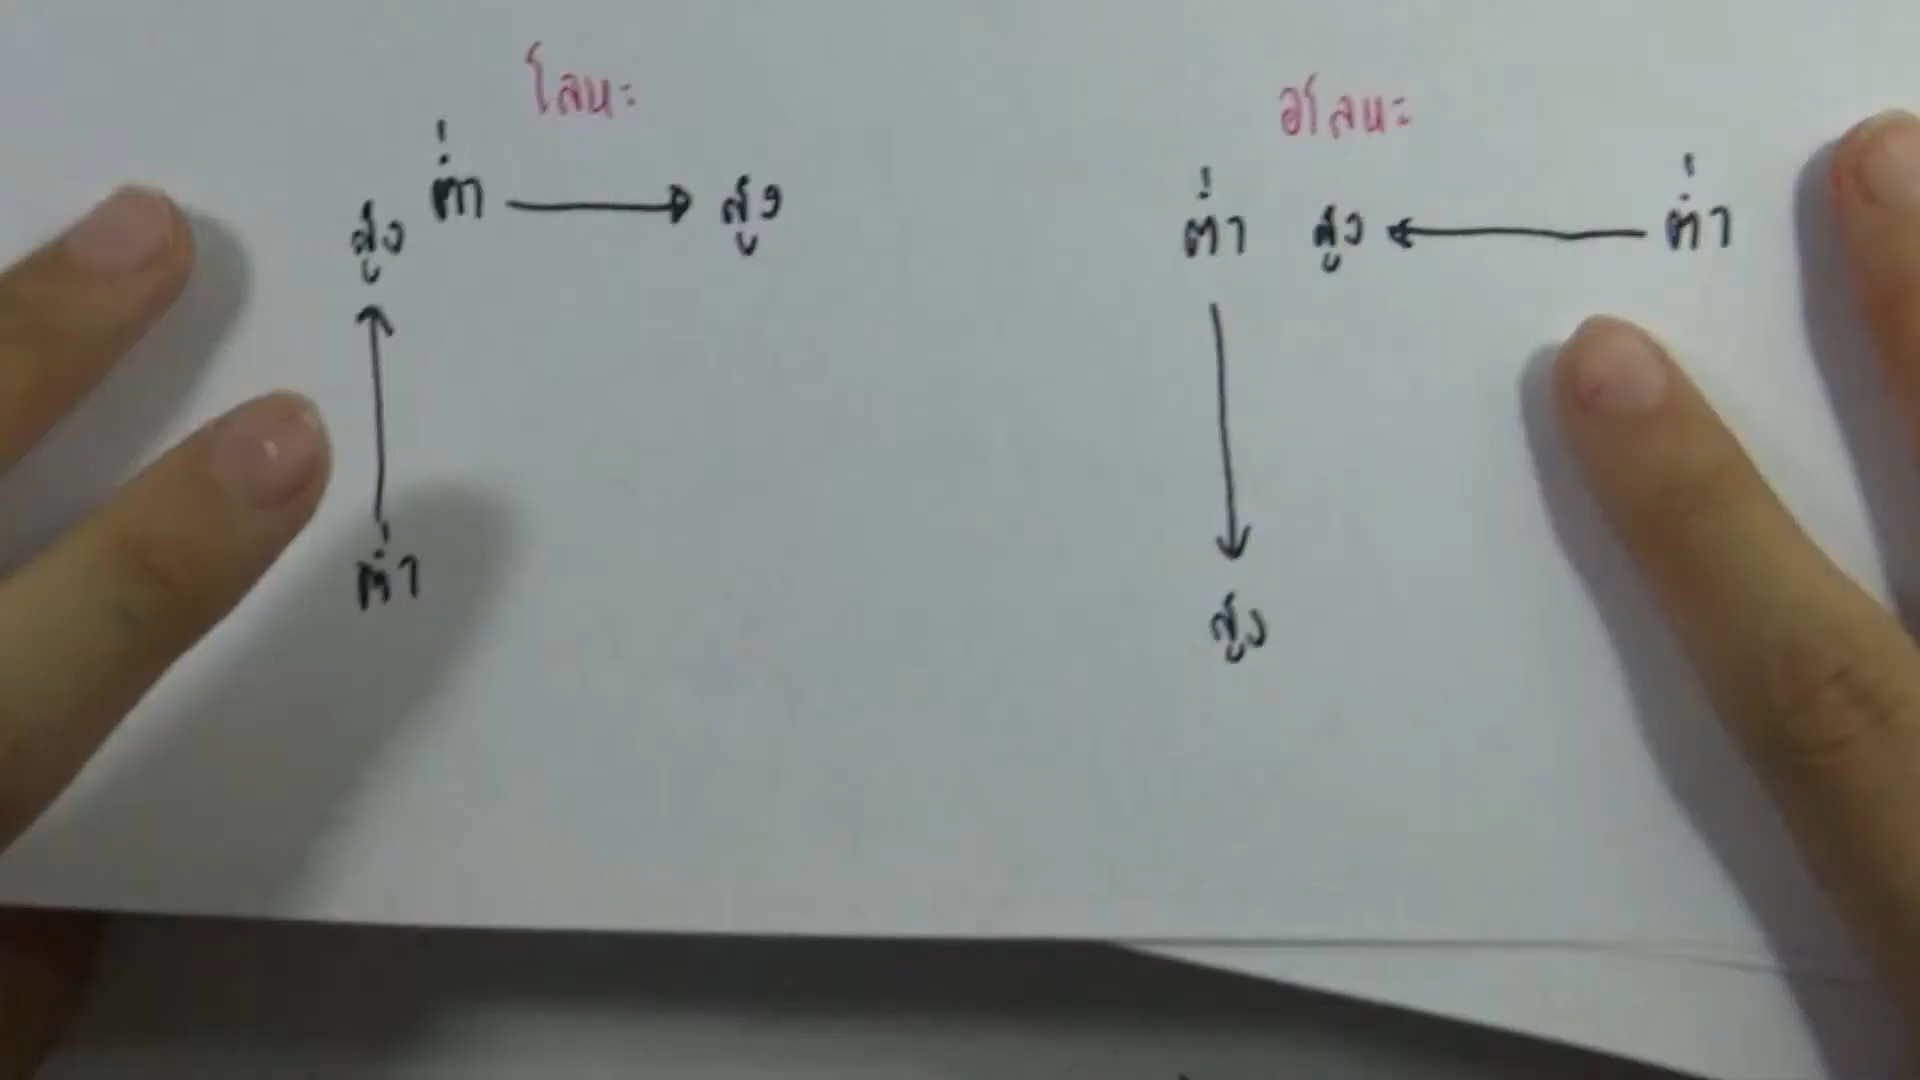 โลหะ
ต่ำ สูง
สูง
ต่ำ
อโลหะ
ต่ำ สูง ต่ำ
สูง